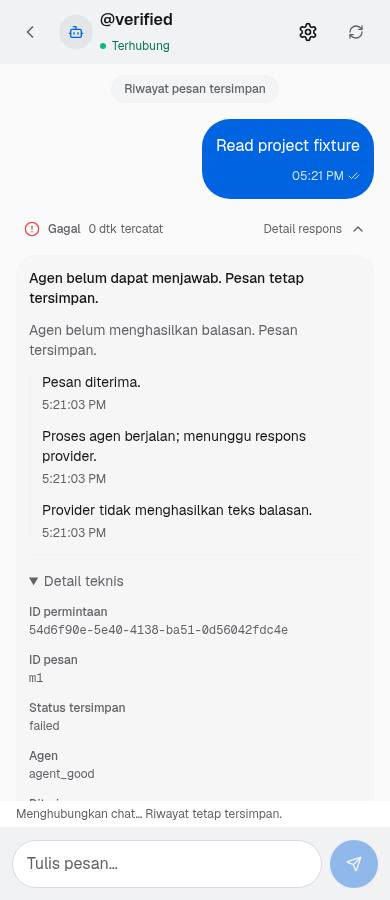 @verified
Terhubung
Riwayat pesan tersimpan
Read project fixture
05:21 PM
Gagal 0 dtk tercatat Detail respons
Agen belum dapat menjawab. Pesan tetap
tersimpan.
Agen belum menghasilkan balasan. Pesan
tersimpan.
Pesan diterima.
5:21:03 PM
Proses agen berjalan; menunggu respons
provider.
5:21:03 PM
Provider tidak menghasilkan teks balasan.
5:21:03 PM
Detail teknis
ID permintaan
54d6f90e-5e40-4138-ba51-0d56042fdc4e
ID pesan
m1
Status tersimpan
failed
Agen
agent_good
Menghubungkan chat… Riwayat tetap tersimpan.
Tulis pesan…